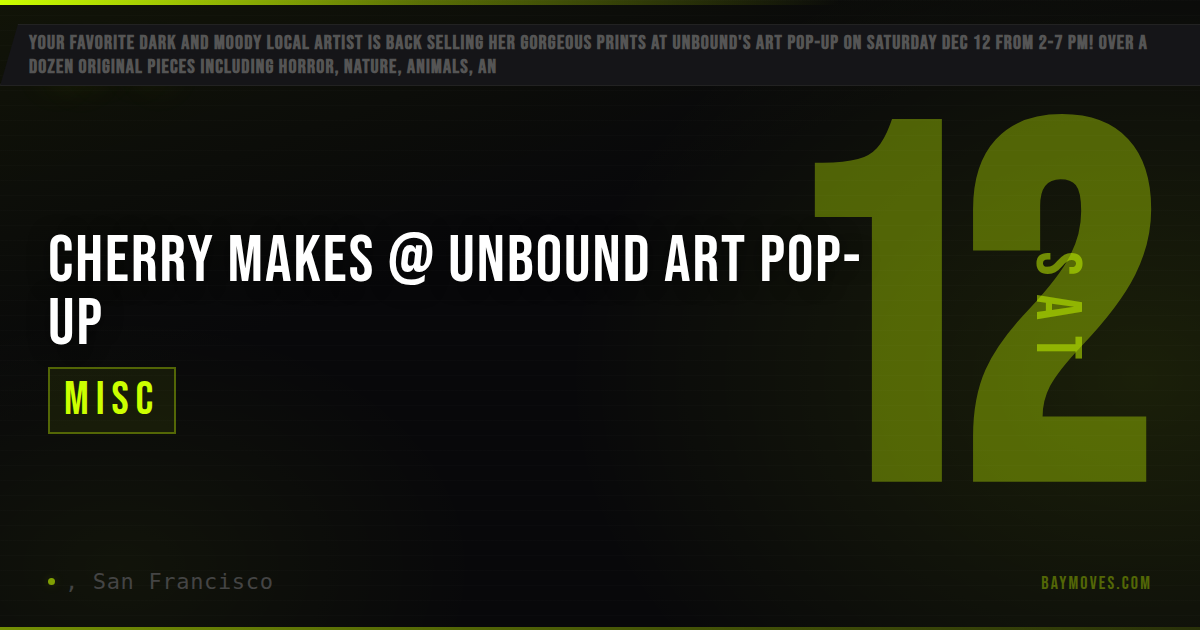 YOUR FAVORITE DARK AND MOODY LOCAL ARTIST IS BACK SELLING HER GORGEOUS PRINTS AT UNBOUND'S ART POP-UP ON SATURDAY DEC 12 FROM 2-7 PM! OVER A
DOZEN ORIGINAL PIECES INCLUDING HORROR, NATURE, ANIMALS, AN
12
SAT
CHERRY MAKES @ UNBOUND ART POP-
UP
MISC
, San Francisco
BAYMOVES.COM